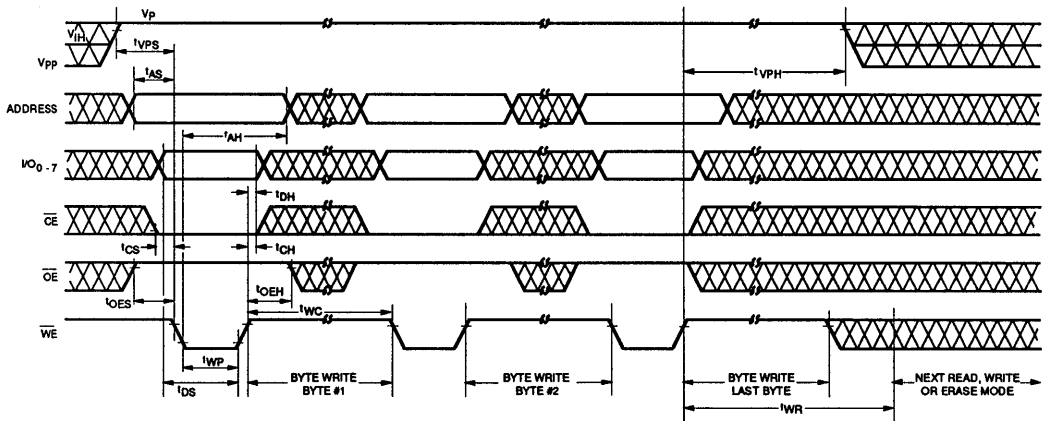 VP
VIH
VPP
tVPS
tVPH
tAS
ADDRESS
tAH
I/O0 - 7
tDH
CE
tCS
tCH
OE
tOES
tOEH
tWC
WE
tWP
tDS
BYTE WRITE
BYTE #1
BYTE WRITE
BYTE #2
BYTE WRITE
LAST BYTE
NEXT READ, WRITE
OR ERASE MODE
tWR